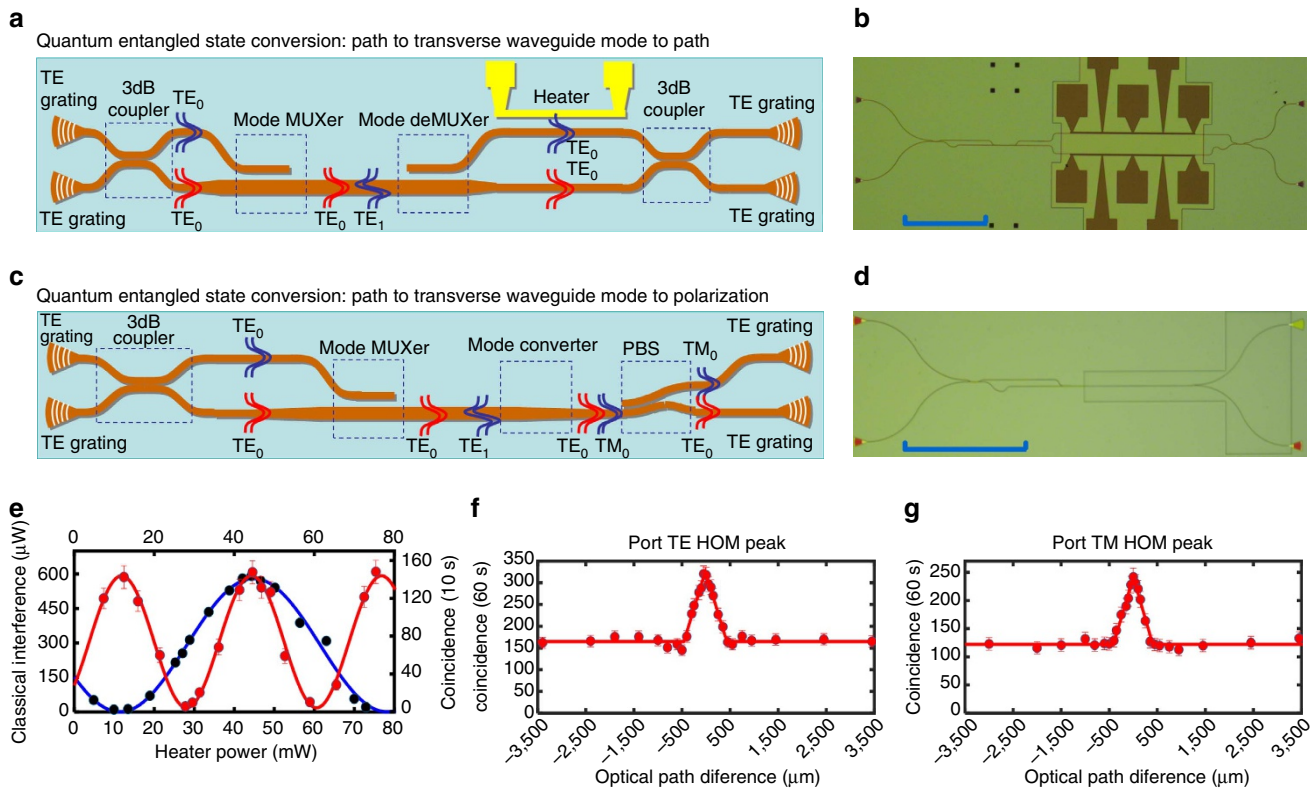 a
Quantum entangled state conversion: path to transverse waveguide mode to path
TE
grating
3dB
coupler
TE0
Mode MUXer
Mode deMUXer
Heater
3dB
coupler
TE grating
TE0
TE0
TE grating
TE0
TE0
TE1
TE grating
b
c
Quantum entangled state conversion: path to transverse waveguide mode to polarization
TE
grating
3dB
coupler
TE0
Mode MUXer
Mode converter
PBS
TM0
TE grating
TE grating
TE0
TE0
TE1
TE0
TM0
TE0
TE grating
d
e
0 20 40 60 80
Classical interference (µW)
600
450
300
150
0
160
120
80
40
0
Coincidence (10 s)
0 10 20 30 40 50 60 70 80
Heater power (mW)
f
Port TE HOM peak
coincidence (60 s)
350
300
250
200
150
100
50
0
–3,500
–2,500
–1,500
–500
500
1,500
2,500
3,500
Optical path diference (µm)
g
Port TM HOM peak
Coincidence (60 s)
250
200
150
100
50
0
–3,500
–2,500
–1,500
–500
500
1,500
2,500
3,500
Optical path diference (µm)